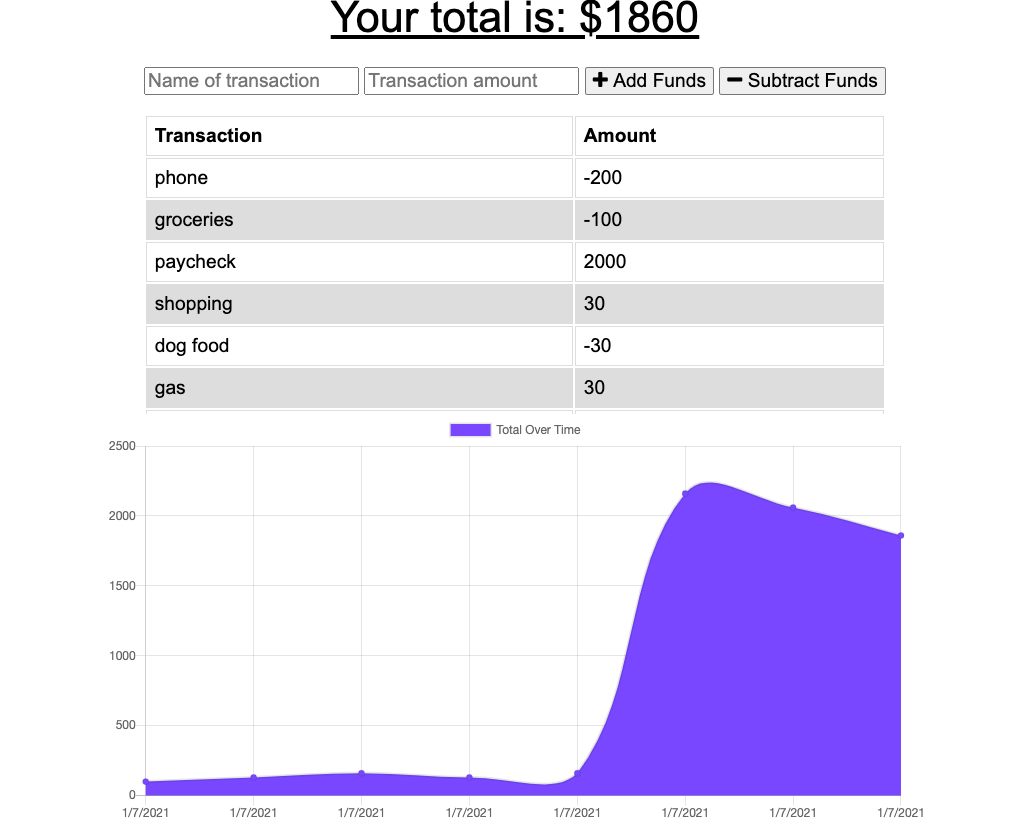 Your total is: $1860
Name of transaction Transaction amount + Add Funds − Subtract Funds
Transaction Amount
phone -200
groceries -100
paycheck 2000
shopping 30
dog food -30
gas 30
Total Over Time
2500
2000
1500
1000
500
0
1/7/2021 1/7/2021 1/7/2021 1/7/2021 1/7/2021 1/7/2021 1/7/2021 1/7/2021